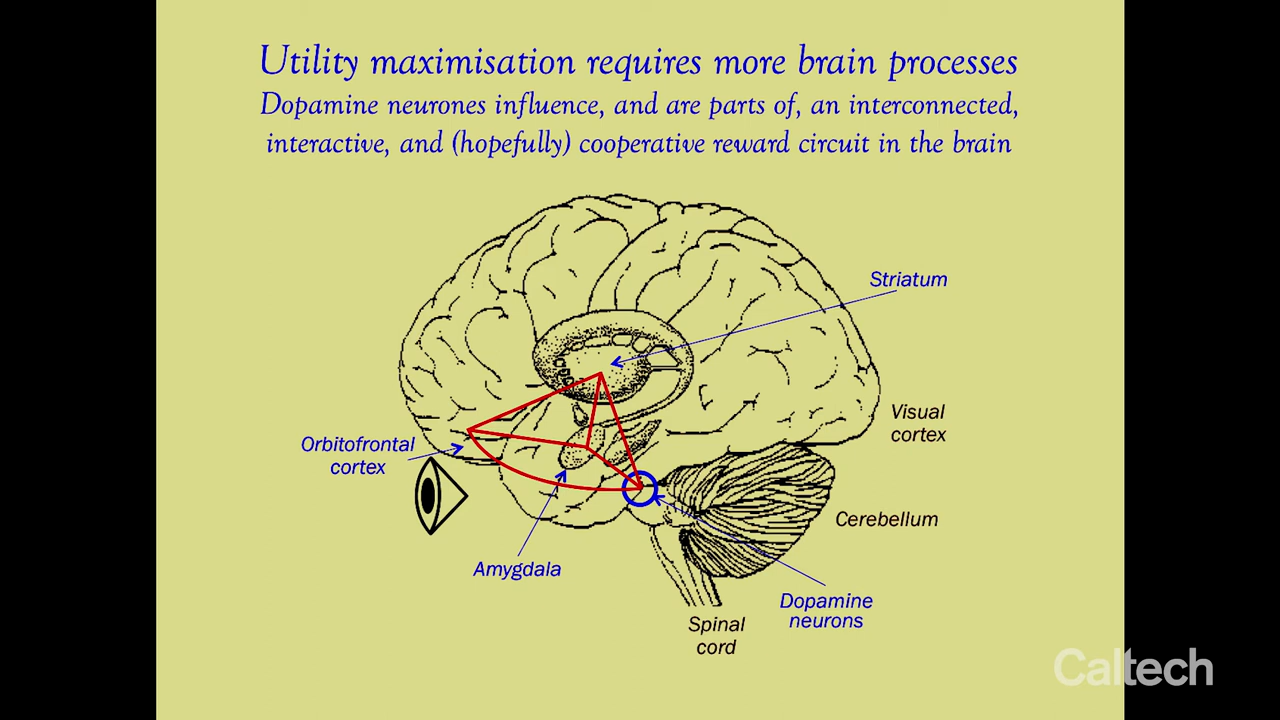 Utility maximisation requires more brain processes
Dopamine neurones influence, and are parts of, an interconnected,
interactive, and (hopefully) cooperative reward circuit in the brain
Striatum
Visual
cortex
Orbitofrontal
cortex
Cerebellum
Amygdala
Dopamine
neurons
Spinal
cord
Caltech